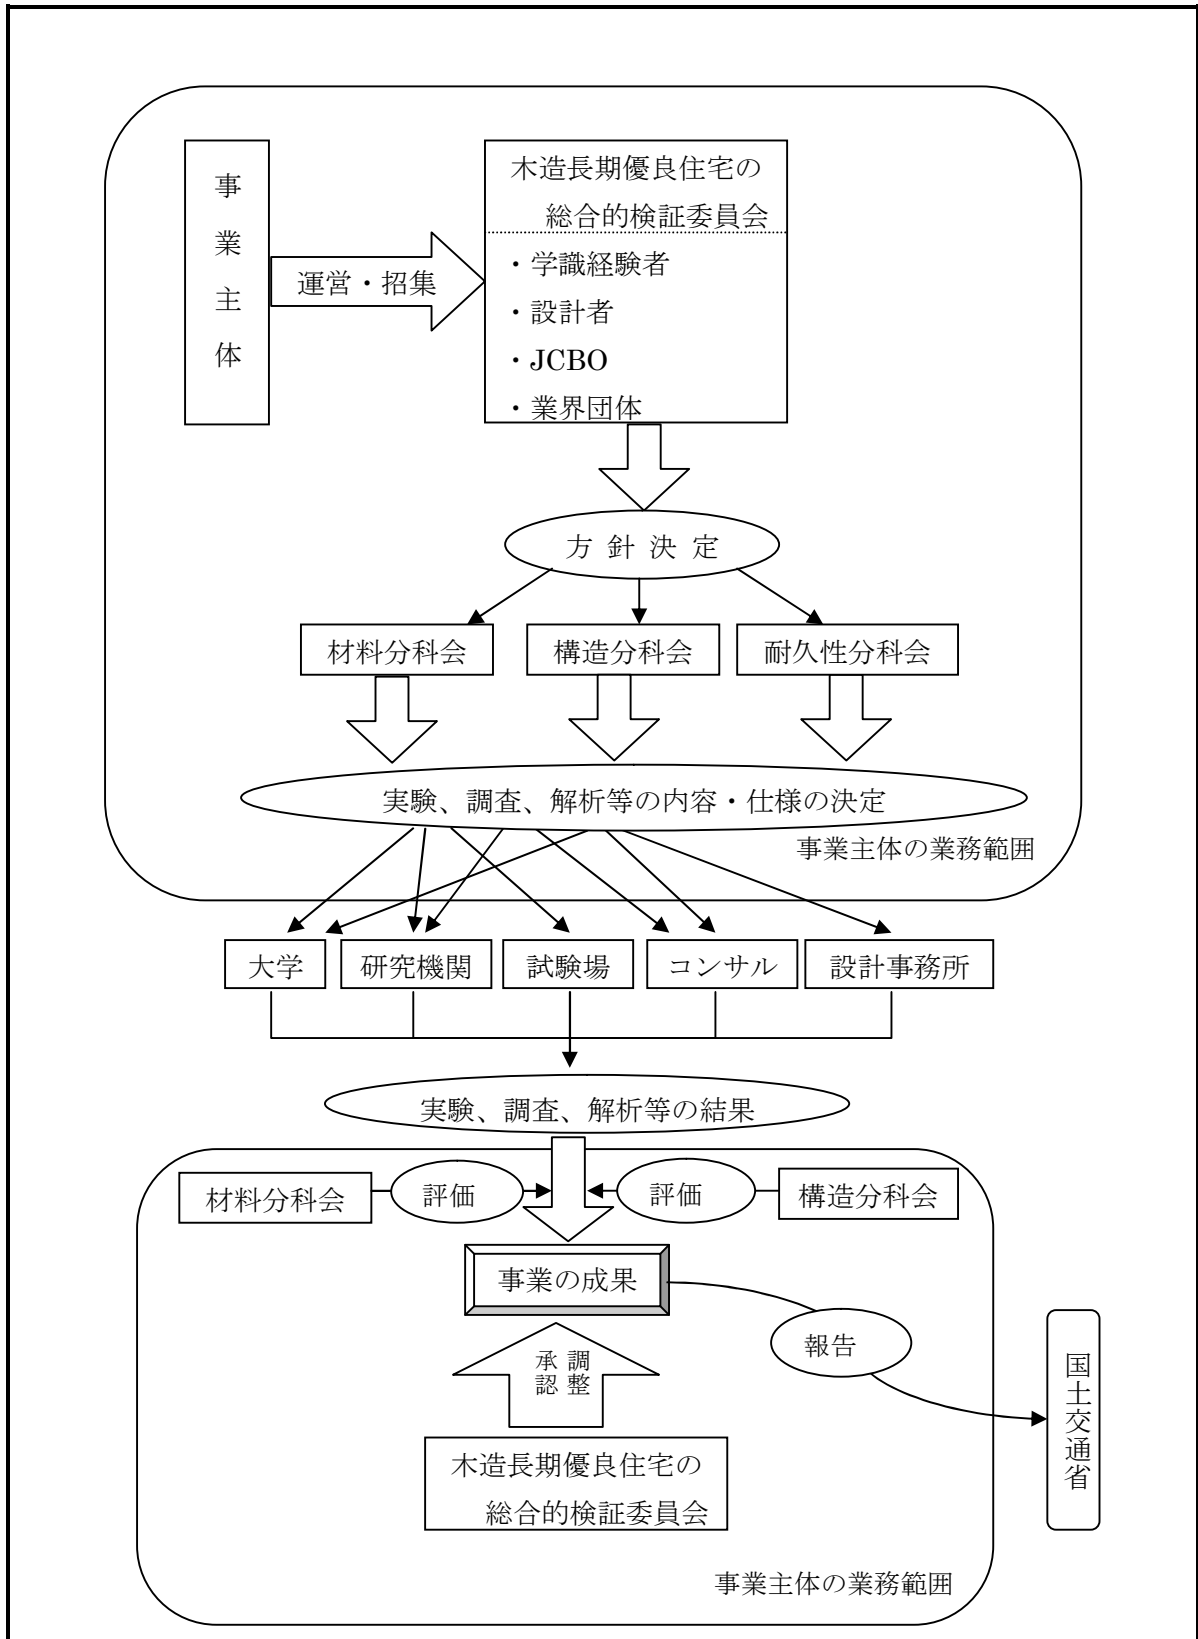 事業主体
運営・招集
木造長期優良住宅の
総合的検証委員会
・学識経験者
・設計者
・JCBO
・業界団体
方針決定
材料分科会
構造分科会
耐久性分科会
実験、調査、解析等の内容・仕様の決定
事業主体の業務範囲
大学
研究機関
試験場
コンサル
設計事務所
実験、調査、解析等の結果
材料分科会
評価
評価
構造分科会
事業の成果
報告
国土交通省
調整
承認
木造長期優良住宅の
総合的検証委員会
事業主体の業務範囲